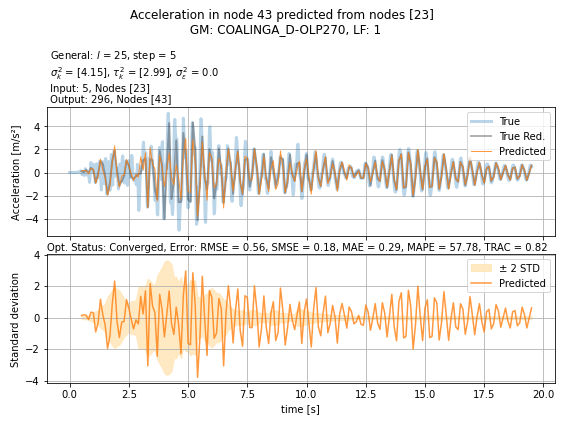 Acceleration in node 43 predicted from nodes [23]
GM: COALINGA_D-OLP270, LF: 1
General: l = 25, step = 5
σ²ₖ = [4.15], τ²ₖ = [2.99], σ²ε = 0.0
Input: 5, Nodes [23]
Output: 296, Nodes [43]
True
True Red.
Predicted
Acceleration [m/s²]
4
2
0
−2
−4
Opt. Status: Converged, Error: RMSE = 0.56, SMSE = 0.18, MAE = 0.29, MAPE = 57.78, TRAC = 0.82
± 2 STD
Predicted
Standard deviation
4
2
0
−2
−4
0.0 2.5 5.0 7.5 10.0 12.5 15.0 17.5 20.0
time [s]